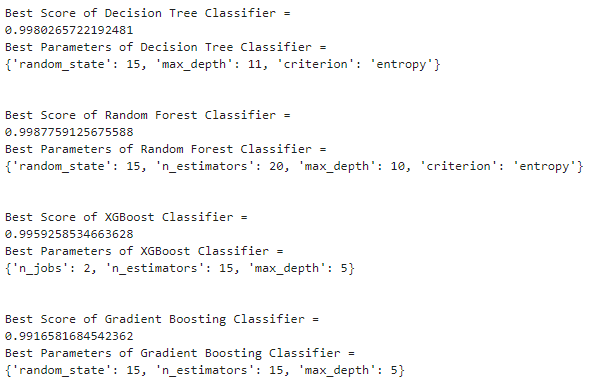 Best Score of Decision Tree Classifier =
0.9980265722192481
Best Parameters of Decision Tree Classifier =
{'random_state': 15, 'max_depth': 11, 'criterion': 'entropy'}
Best Score of Random Forest Classifier =
0.9987759125675588
Best Parameters of Random Forest Classifier =
{'random_state': 15, 'n_estimators': 20, 'max_depth': 10, 'criterion': 'entropy'}
Best Score of XGBoost Classifier =
0.9959258534663628
Best Parameters of XGBoost Classifier =
{'n_jobs': 2, 'n_estimators': 15, 'max_depth': 5}
Best Score of Gradient Boosting Classifier =
0.9916581684542362
Best Parameters of Gradient Boosting Classifier =
{'random_state': 15, 'n_estimators': 15, 'max_depth': 5}